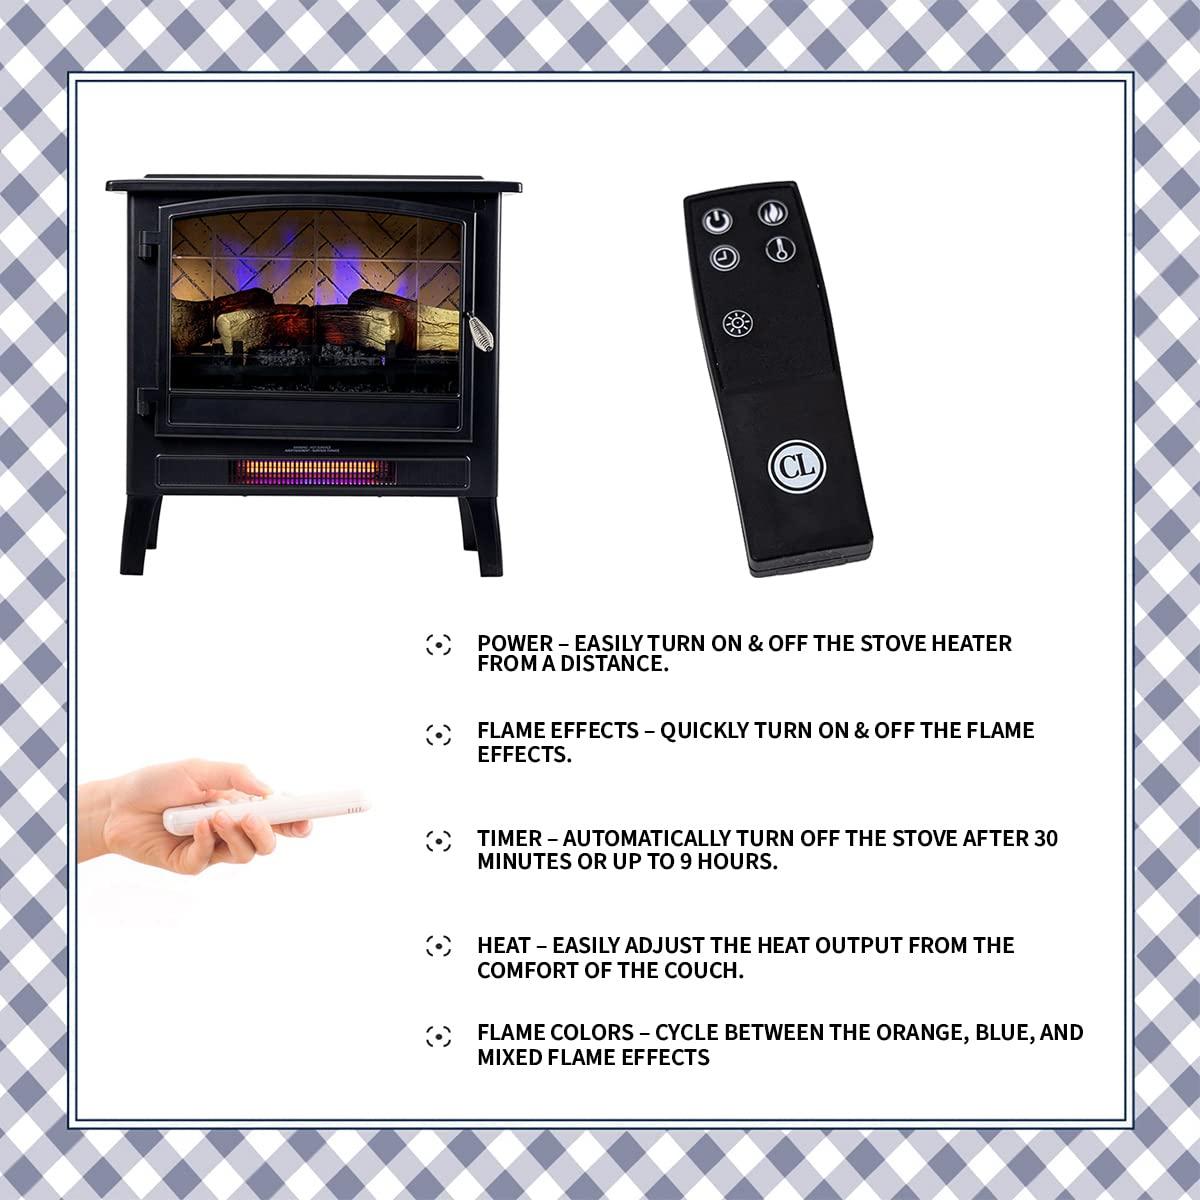 CL
POWER – EASILY TURN ON & OFF THE STOVE HEATER
FROM A DISTANCE.
FLAME EFFECTS – QUICKLY TURN ON & OFF THE FLAME
EFFECTS.
TIMER – AUTOMATICALLY TURN OFF THE STOVE AFTER 30
MINUTES OR UP TO 9 HOURS.
HEAT – EASILY ADJUST THE HEAT OUTPUT FROM THE
COMFORT OF THE COUCH.
FLAME COLORS – CYCLE BETWEEN THE ORANGE, BLUE, AND
MIXED FLAME EFFECTS